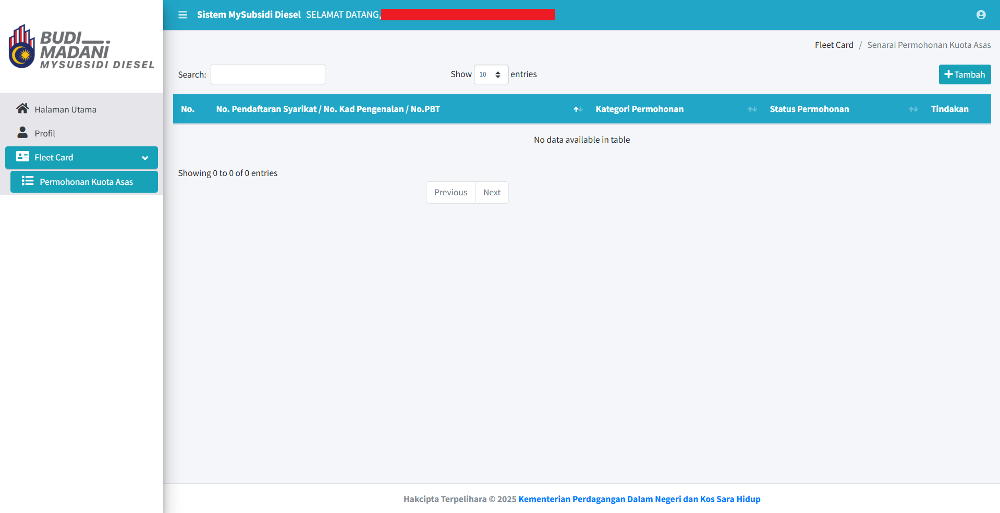 BUDI
MADANI
MYSUBSIDI DIESEL
Halaman Utama
Profil
Fleet Card
Permohonan Kuota Asas
Sistem MySubsidi Diesel SELAMAT DATANG,
Fleet Card / Senarai Permohonan Kuota Asas
Search: Show 10 entries Tambah
No. No. Pendaftaran Syarikat / No. Kad Pengenalan / No.PBT Kategori Permohonan Status Permohonan Tindakan
No data available in table
Showing 0 to 0 of 0 entries
Previous Next
Hakcipta Terpelihara © 2025 Kementerian Perdagangan Dalam Negeri dan Kos Sara Hidup